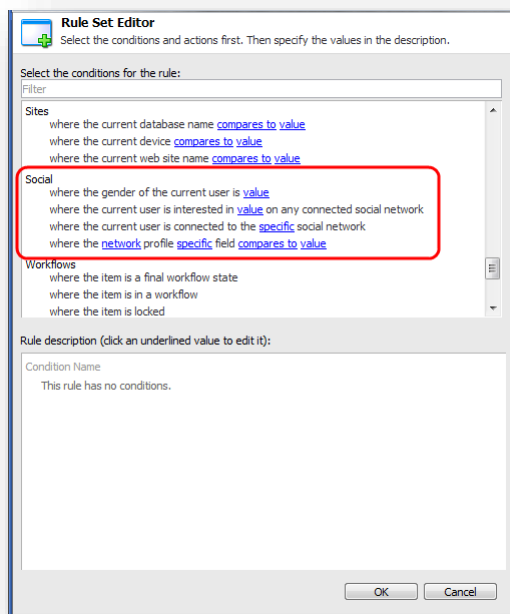 Rule Set Editor
Select the conditions and actions first. Then specify the values in the description.
Select the conditions for the rule:
Filter
Sites
where the current database name compares to value
where the current device compares to value
where the current web site name compares to value
Social
where the gender of the current user is value
where the current user is interested in value on any connected social network
where the current user is connected to the specific social network
where the network profile specific field compares to value
Workflows
where the item is a final workflow state
where the item is in a workflow
where the item is locked
Rule description (click an underlined value to edit it):
Condition Name
This rule has no conditions.
OK Cancel